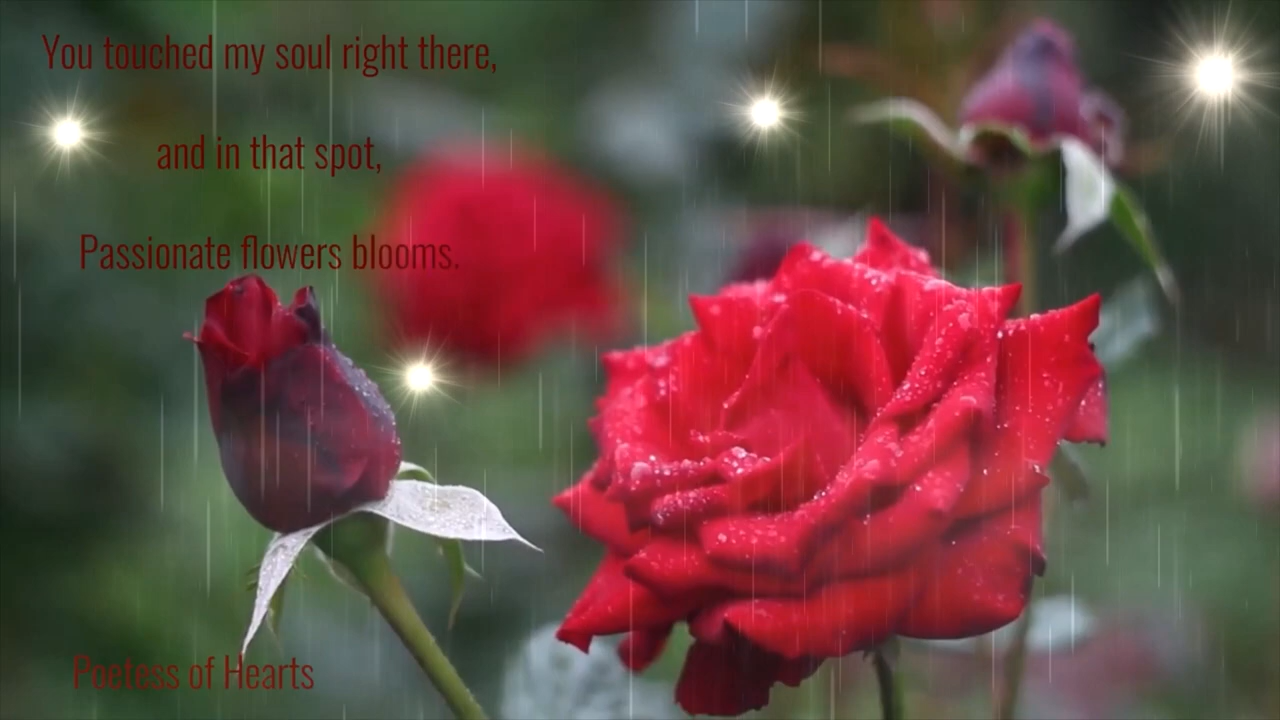 You touched my soul right there,
and in that spot,
Passionate flowers blooms.
Poetess of Hearts